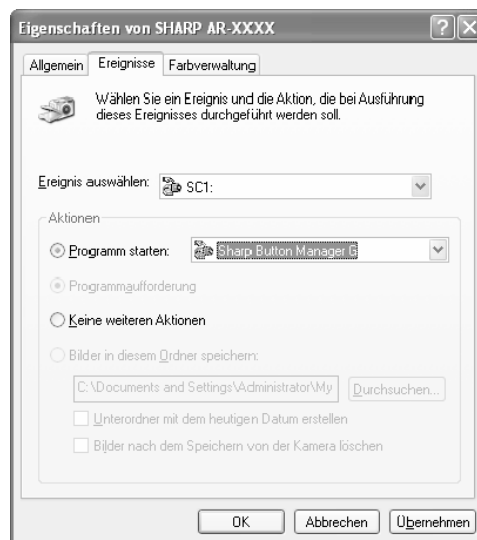 Eigenschaften von SHARP AR-XXXX
Allgemein Ereignisse Farbverwaltung
Wählen Sie ein Ereignis und die Aktion, die bei Ausführung
dieses Ereignisses durchgeführt werden soll.
Ereignis auswählen: SC1:
Aktionen
Programm starten: Sharp Button Manager G
Programmaufforderung
Keine weiteren Aktionen
Bilder in diesem Ordner speichern:
C:\Documents and Settings\Administrator\My Durchsuchen...
Unterordner mit dem heutigen Datum erstellen
Bilder nach dem Speichern von der Kamera löschen
OK Abbrechen Übernehmen